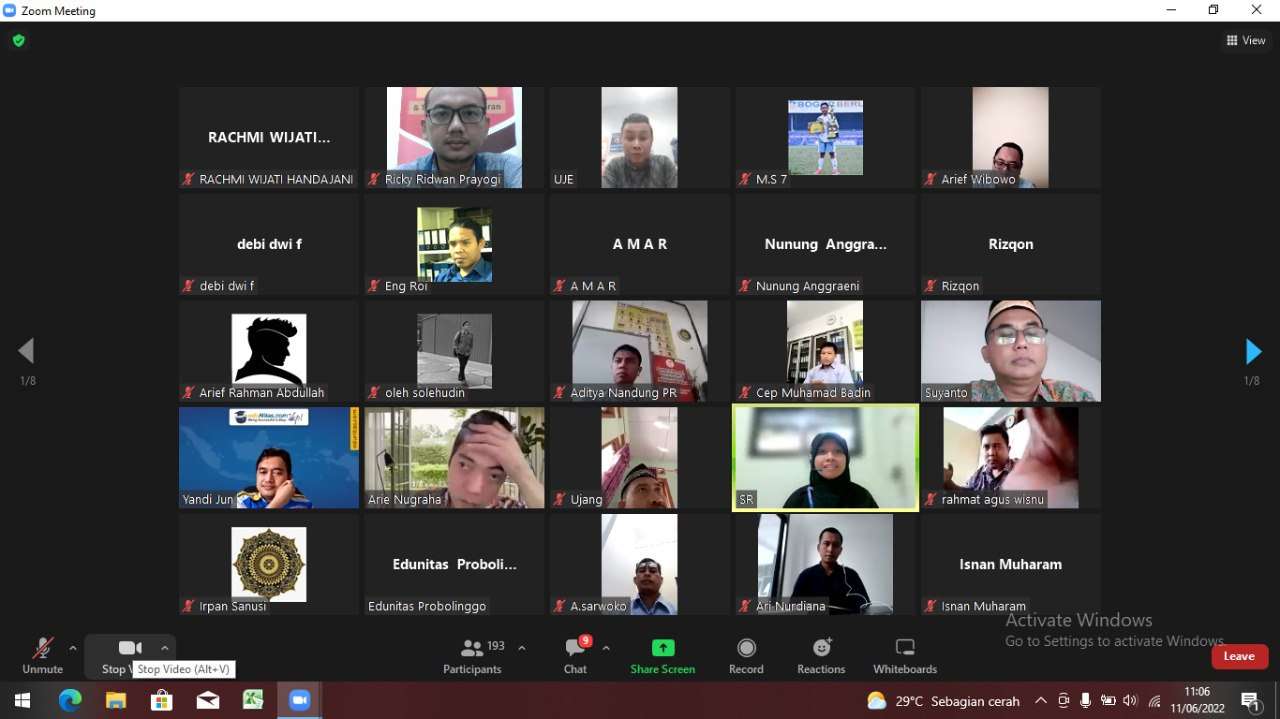 Zoom Meeting
View
RACHMI WIJATI...
RACHMI WIJATI HANDAJANI
Ricky Ridwan Prayogi
UJE
M.S 7
Arief Wibowo
debi dwi f
debi dwi f
Eng Roi
A M A R
A M A R
Nunung Anggra...
Nunung Anggraeni
Rizqon
Rizqon
Arief Rahman Abdullah
oleh solehudin
Aditya Nandung PR
Cep Muhamad Badin
Suyanto
1/8
1/8
Yandi Jun
Arie Nugraha
Ujang
SR
rahmat agus wisnu
Irpan Sanusi
Edunitas Proboli...
Edunitas Probolinggo
A.sarwoko
Ari Nurdiana
Isnan Muharam
Isnan Muharam
Activate Windows
Go to Settings to activate Windows.
Unmute
Stop V
Stop Video (Alt+V)
193
Participants
9
Chat
Share Screen
Record
Reactions
Whiteboards
Leave
29°C Sebagian cerah
11:06
11/06/2022
1